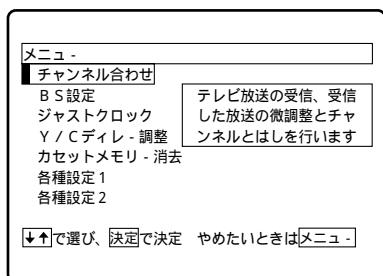 メニュ-
チャンネル合わせ
BS設定
ジャストクロック
Y/Cディレ-調整
カセットメモリ-消去
各種設定1
各種設定2
テレビ放送の受信、受信
した放送の微調整とチャ
ンネルとはしを行います
↓↑で選び、決定で決定 やめたいときはメニュ-